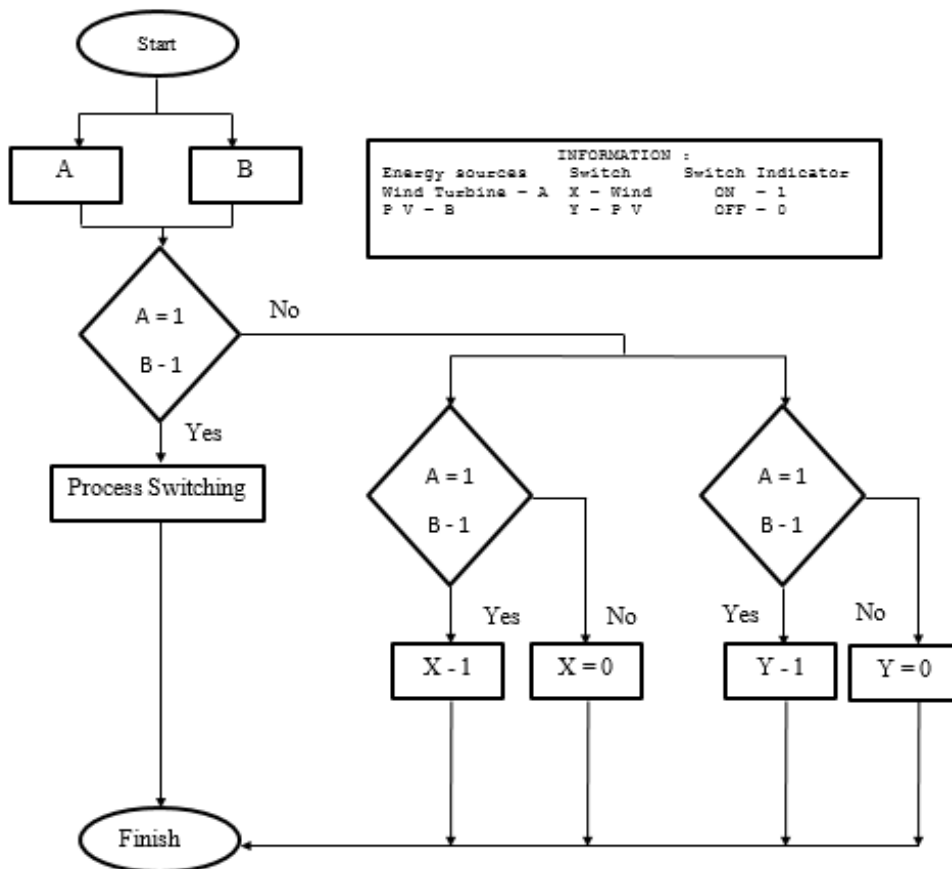 Start
A
B
INFORMATION :
Energy sources Switch Switch Indicator
Wind Turbine - A X - Wind ON - 1
P V - B Y - P V OFF - 0
A = 1
B - 1
No
Yes
Process Switching
A = 1
B - 1
A = 1
B - 1
Yes
No
Yes
No
X - 1
X = 0
Y - 1
Y = 0
Finish